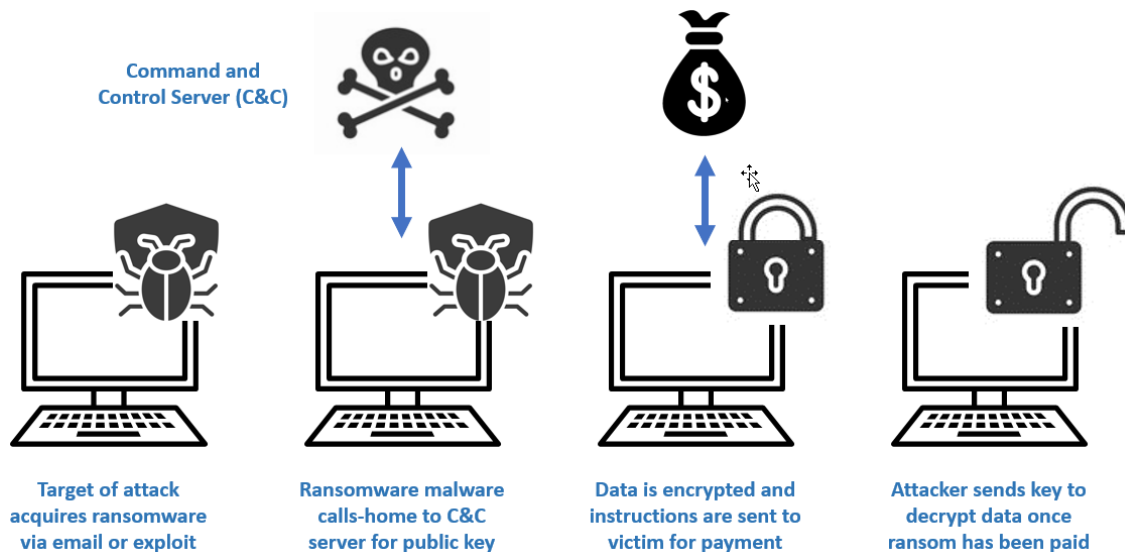 Command and
Control Server (C&C)
$
Target of attack
acquires ransomware
via email or exploit
Ransomware malware
calls-home to C&C
server for public key
Data is encrypted and
instructions are sent to
victim for payment
Attacker sends key to
decrypt data once
ransom has been paid